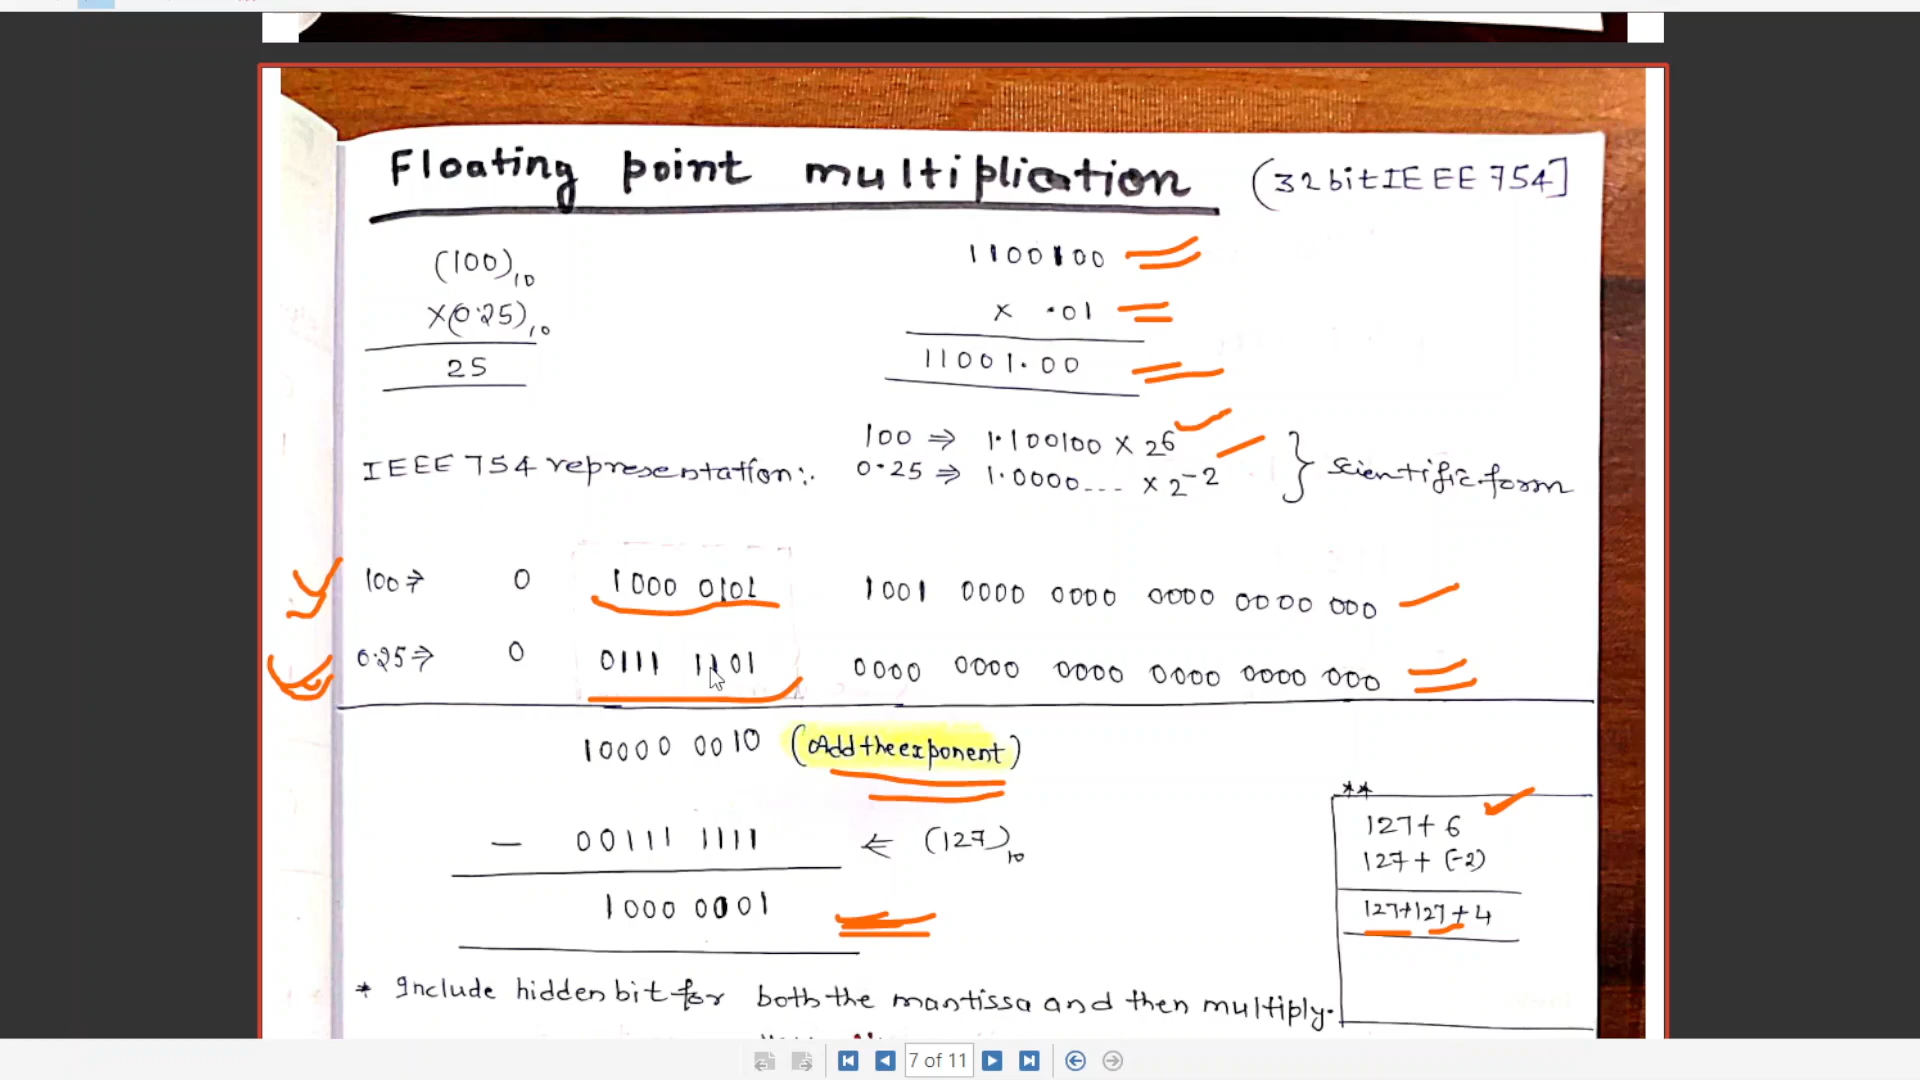 Floating point multiplication (32bit IEEE 754]
(100)10
X(0.25)10
25
1100100
x .01
11001.00
IEEE 754 representation:.
100 ⇒ 1.100100 X 26
0.25 ⇒ 1.0000... X 2-2
} scientific form
100 ⇒ 0 1000 0101 1001 0000 0000 0000 0000 000
0.25 ⇒ 0 0111 1101 0000 0000 0000 0000 0000 000
10000 0010 (Add the exponent)
- 00111 1111 ← (127)10
1000 0001
**
127+ 6
127 + (-2)
127+127+4
* Include hidden bit for both the mantissa and then multiply.
7 of 11